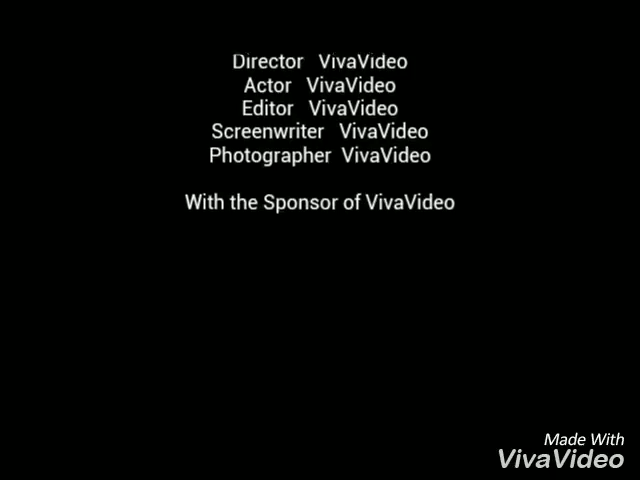 Director VivaVideo
Actor VivaVideo
Editor VivaVideo
Screenwriter VivaVideo
Photographer VivaVideo
With the Sponsor of VivaVideo
Made With
VivaVideo